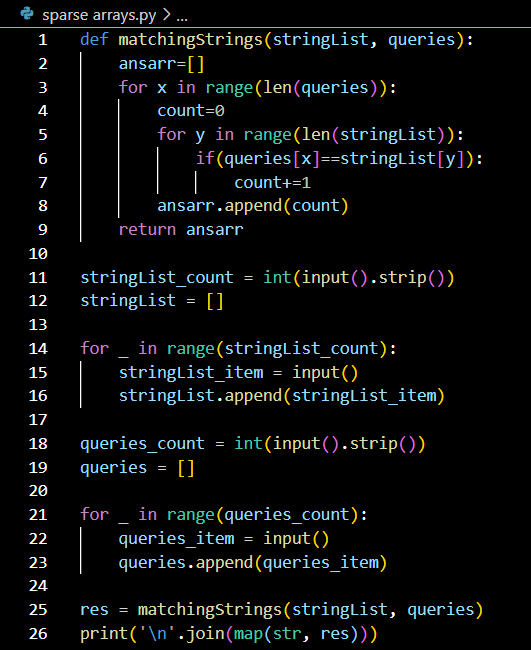 sparse arrays.py > ...
1 def matchingStrings(stringList, queries):
2     ansarr=[]
3     for x in range(len(queries)):
4         count=0
5         for y in range(len(stringList)):
6             if(queries[x]==stringList[y]):
7                 count+=1
8         ansarr.append(count)
9     return ansarr
10
11 stringList_count = int(input().strip())
12 stringList = []
13
14 for _ in range(stringList_count):
15     stringList_item = input()
16     stringList.append(stringList_item)
17
18 queries_count = int(input().strip())
19 queries = []
20
21 for _ in range(queries_count):
22     queries_item = input()
23     queries.append(queries_item)
24
25 res = matchingStrings(stringList, queries)
26 print('\n'.join(map(str, res)))